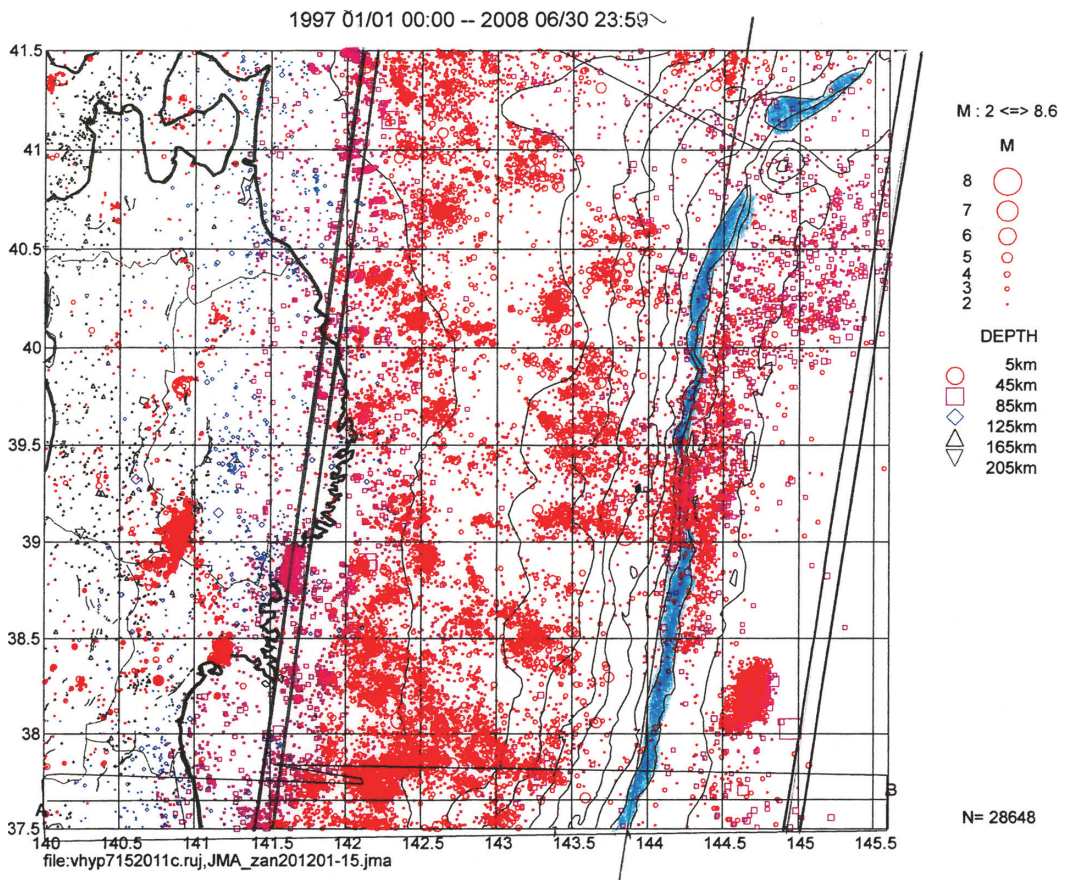 1997 01/01 00:00 -- 2008 06/30 23:59
41.5
41
40.5
40
39.5
39
38.5
38
37.5
A
B
140 140.5 141 141.5 142 142.5 143 143.5 144 144.5 145 145.5
file:vhyp7152011c.ruj,JMA_zan201201-15.jma
M : 2 <=> 8.6
M
8
7
6
5
4
3
2
DEPTH
5km
45km
85km
125km
165km
205km
N= 28648